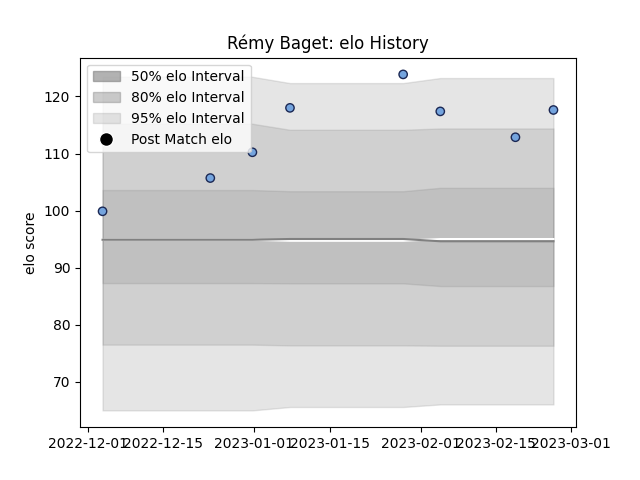 Rémy Baget: elo History
50% elo Interval
80% elo Interval
95% elo Interval
Post Match elo
elo score
120
110
100
90
80
70
2022-12-01
2022-12-15
2023-01-01
2023-01-15
2023-02-01
2023-02-15
2023-03-01